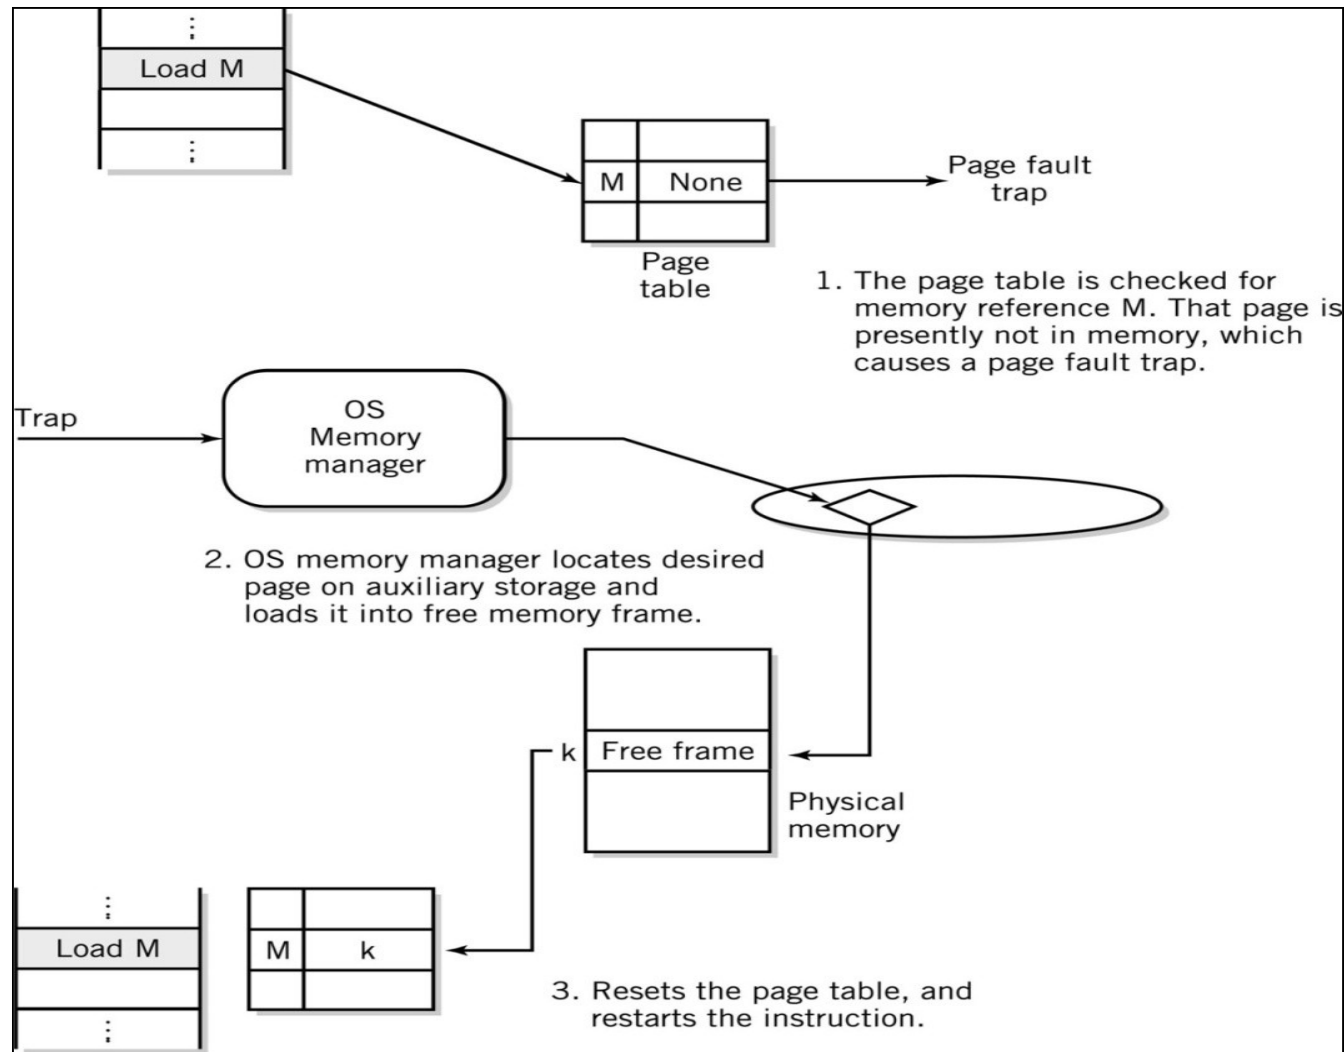 Load M
M None
Page fault
trap
Page
table
1. The page table is checked for
memory reference M. That page is
presently not in memory, which
causes a page fault trap.
Trap
OS
Memory
manager
2. OS memory manager locates desired
page on auxiliary storage and
loads it into free memory frame.
k Free frame
Physical
memory
Load M
M k
3. Resets the page table, and
restarts the instruction.